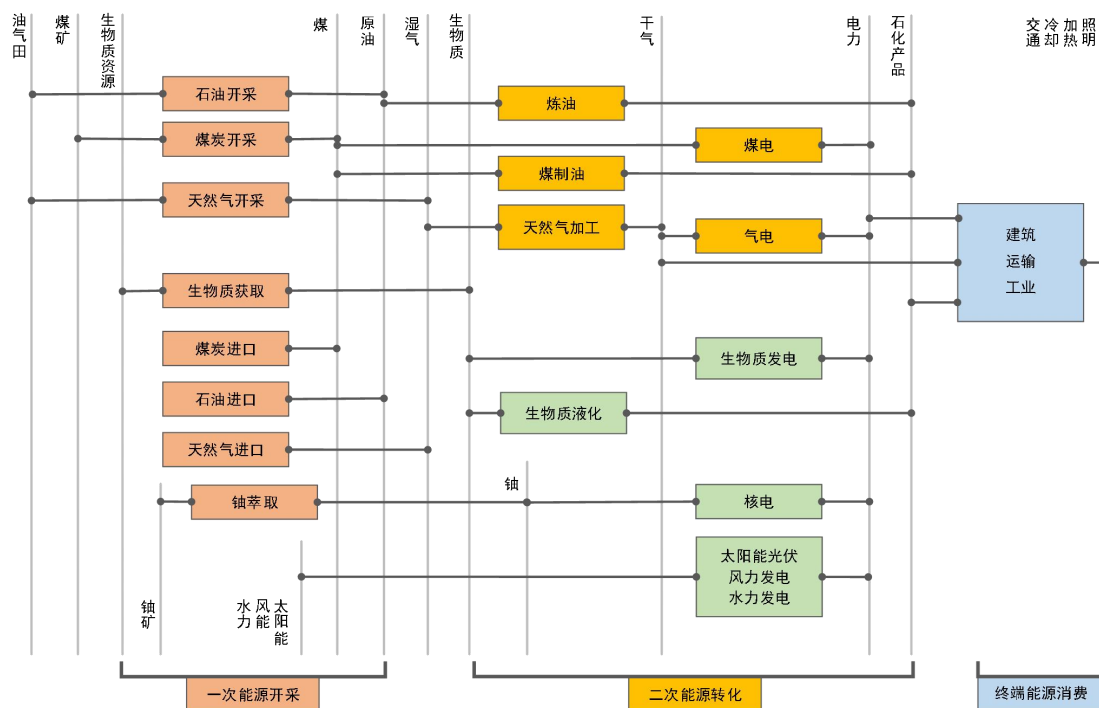 油气田
煤矿
生物质资源
煤
原油
湿气
生物质
干气
电力
石化产品
交通
冷却
加热
照明
石油开采
炼油
煤炭开采
煤电
煤制油
天然气开采
天然气加工
气电
建筑
运输
工业
生物质获取
煤炭进口
生物质发电
石油进口
生物质液化
天然气进口
铀
铀萃取
核电
太阳能光伏
风力发电
水力发电
铀矿
水力
风能
太阳能
一次能源开采
二次能源转化
终端能源消费